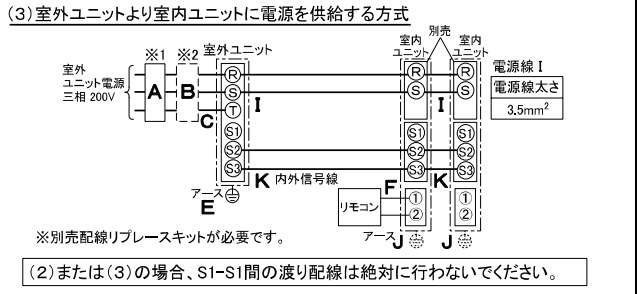 (3)室外ユニットより室内ユニットに電源を供給する方式
※1 ※2 室外ユニット 室内ユニット 別売 室内ユニット
室外
ユニット電源
三相 200V
A B C
R S T S1 S2 S3
I
R S S1 S2 S3
I
R S S1 S2 S3
電源線 I
電源線太さ
3.5mm²
K 内外信号線 F K
アース E
リモコン ① ② ① ②
アース J J
※別売配線リプレースキットが必要です。
(2)または(3)の場合、S1-S1間の渡り配線は絶対に行わないでください。